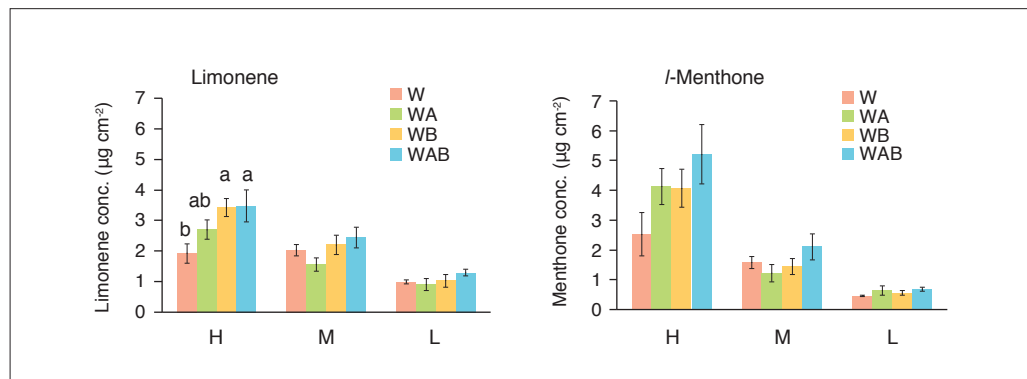 Limonene
Limonene conc. (µg cm⁻²)
7
6
5
4
3
2
1
0
W
WA
WB
WAB
b
ab
a
a
H
M
L
l-Menthone
Menthone conc. (µg cm⁻²)
7
6
5
4
3
2
1
0
W
WA
WB
WAB
H
M
L